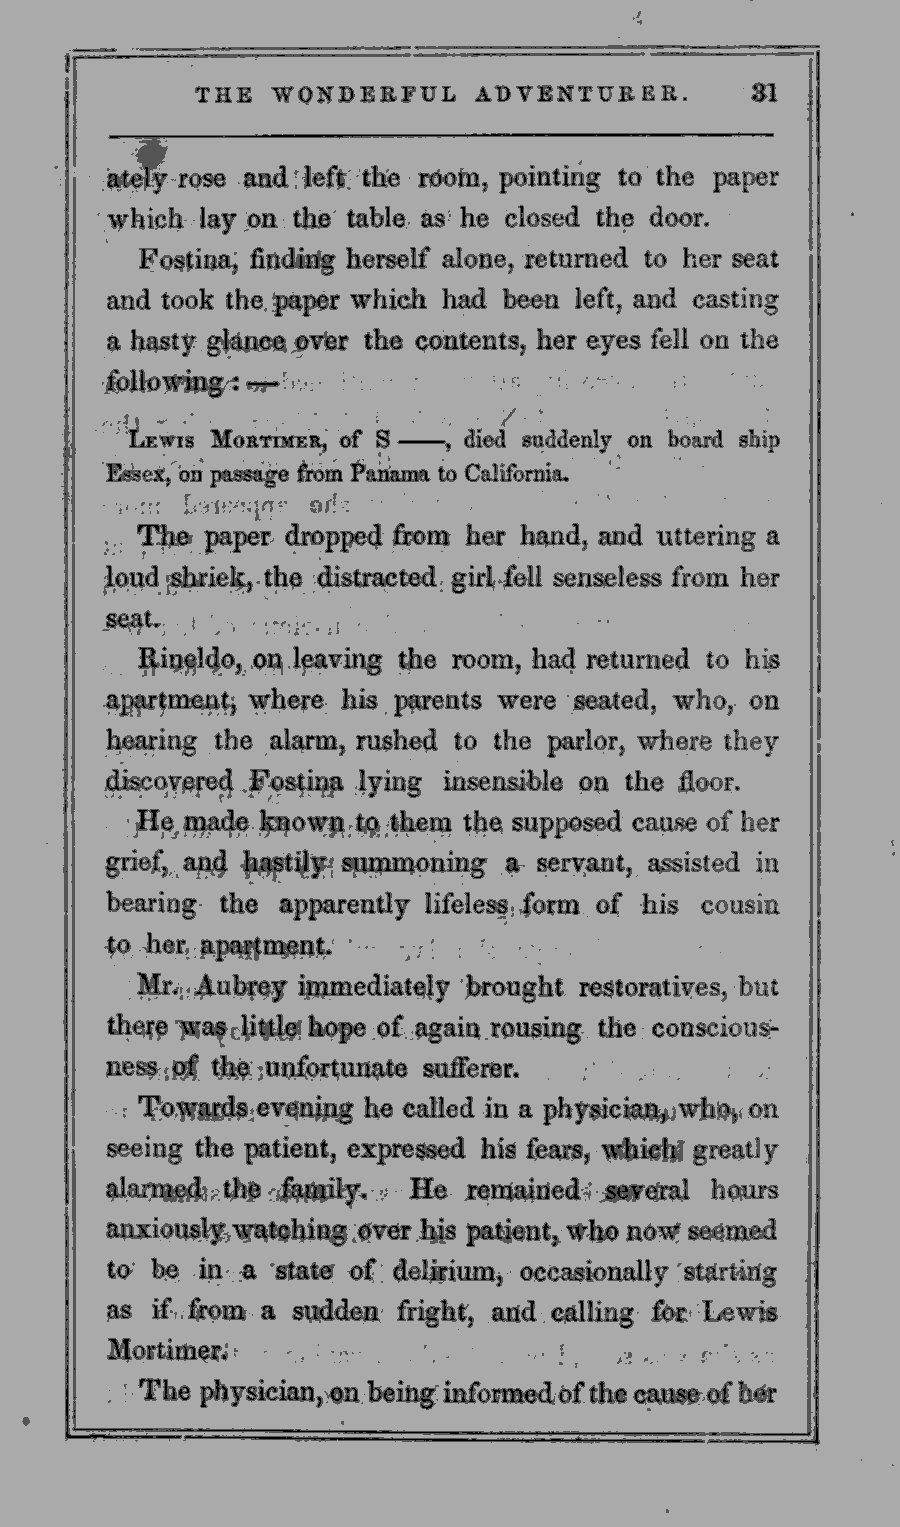 THE WONDERFUL ADVENTURER. 31
ately rose and left the room, pointing to the paper
which lay on the table as he closed the door.
Fostina, finding herself alone, returned to her seat
and took the paper which had been left, and casting
a hasty glance over the contents, her eyes fell on the
following:—
LEWIS MORTIMER, of S——, died suddenly on board ship
Essex, on passage from Panama to California.
The paper dropped from her hand, and uttering a
loud shriek, the distracted girl fell senseless from her
seat.
Rineldo, on leaving the room, had returned to his
apartment, where his parents were seated, who, on
hearing the alarm, rushed to the parlor, where they
discovered Fostina lying insensible on the floor.
He made known to them the supposed cause of her
grief, and hastily summoning a servant, assisted in
bearing the apparently lifeless form of his cousin
to her apartment.
Mr. Aubrey immediately brought restoratives, but
there was little hope of again rousing the conscious-
ness of the unfortunate sufferer.
Towards evening he called in a physician, who, on
seeing the patient, expressed his fears, which greatly
alarmed the family. He remained several hours
anxiously watching over his patient, who now seemed
to be in a state of delirium, occasionally starting
as if from a sudden fright, and calling for Lewis
Mortimer.
The physician, on being informed of the cause of her